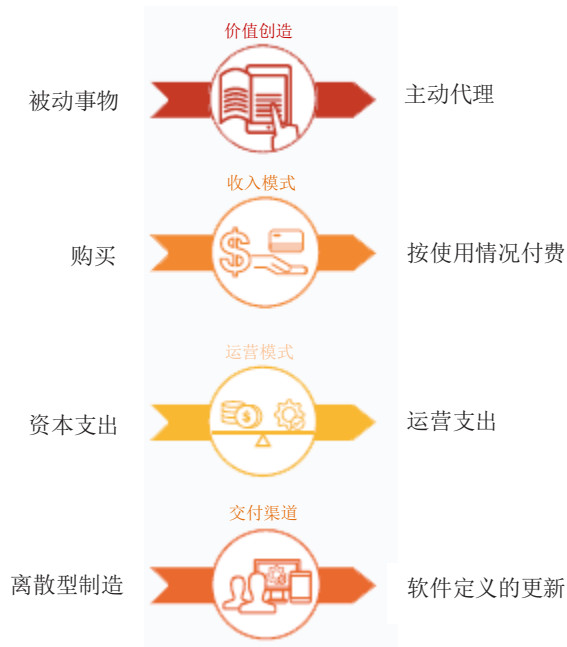 价值创造
被动事物
主动代理
收入模式
购买
按使用情况付费
运营模式
资本支出
运营支出
交付渠道
离散型制造
软件定义的更新